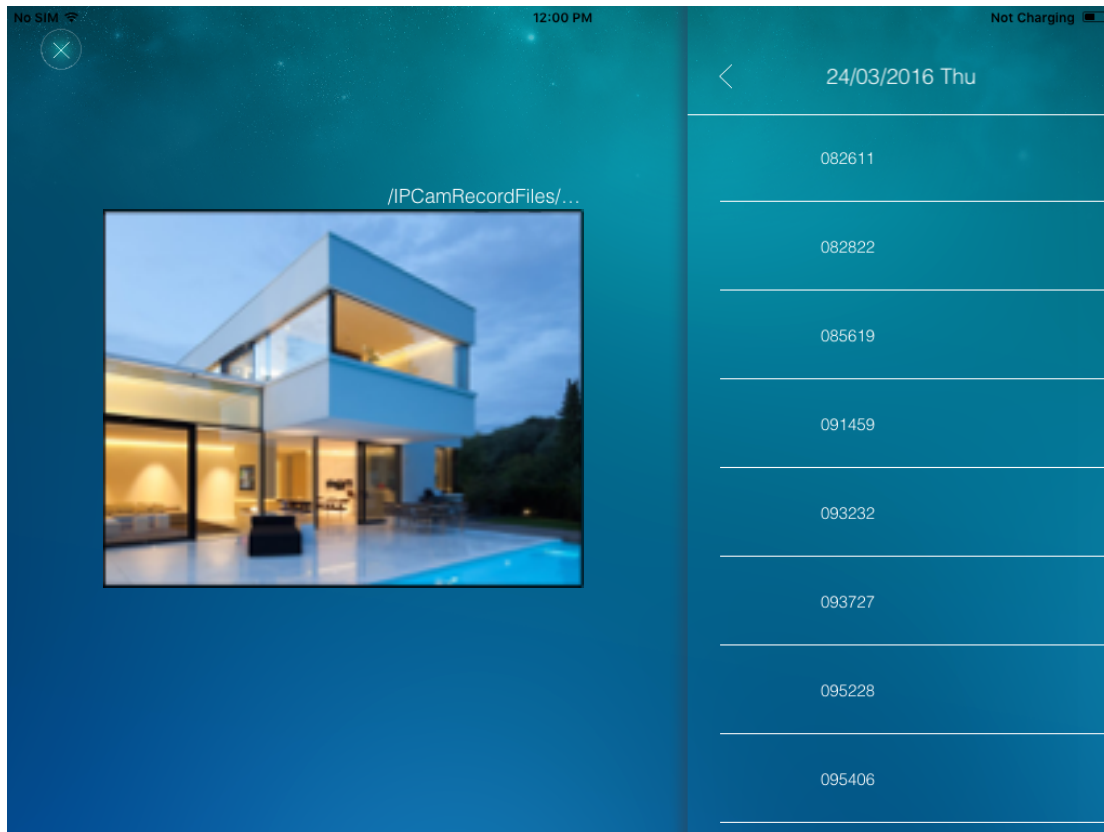 No SIM
12:00 PM
Not Charging
24/03/2016 Thu
/IPCamRecordFiles/...
082611
082822
085619
091459
093232
093727
095228
095406